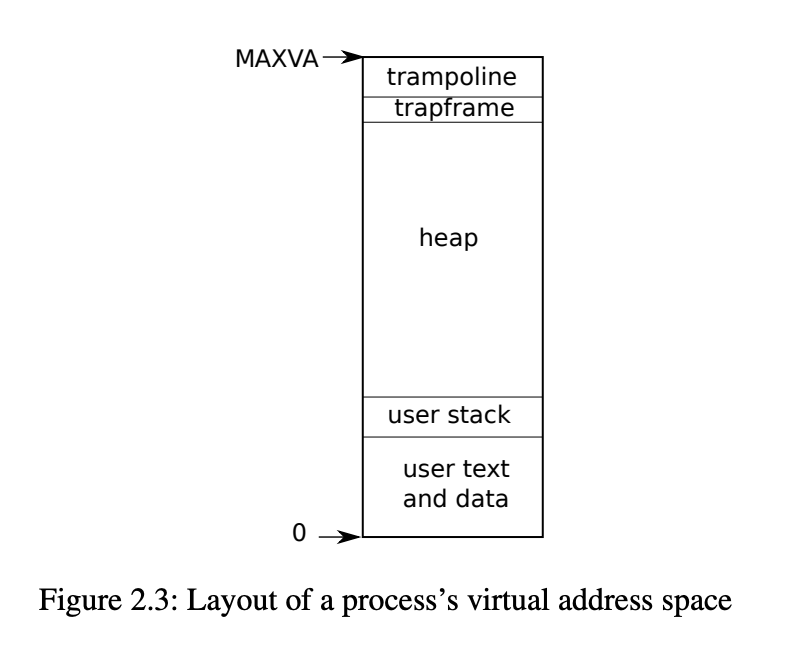 MAXVA
trampoline
trapframe
heap
user stack
user text
and data
0
Figure 2.3: Layout of a process’s virtual address space